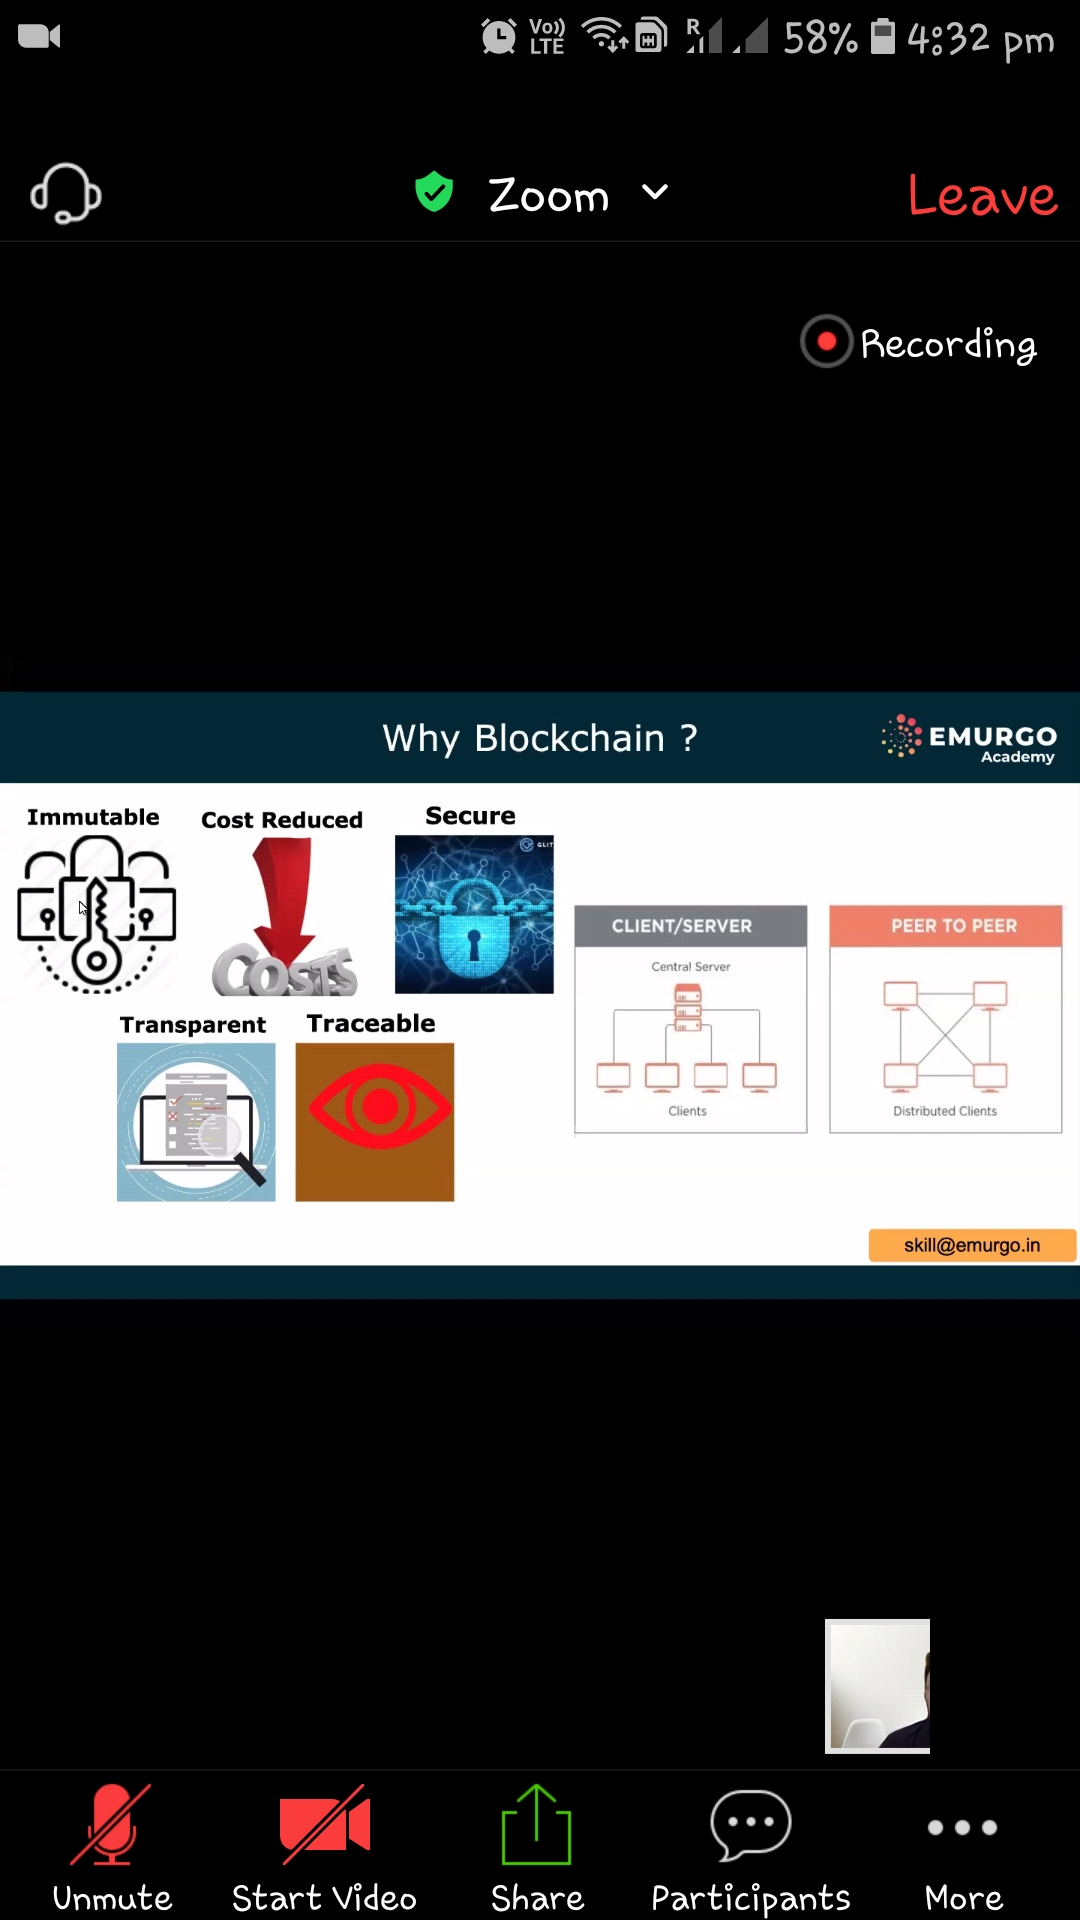 Vo))
LTE
R
58%
4:32 pm
Zoom
Leave
Recording
Why Blockchain ?
EMURGO
Academy
Immutable
Cost Reduced
Secure
GLIT
COSTS
CLIENT/SERVER
Central Server
Clients
PEER TO PEER
Distributed Clients
Transparent
Traceable
skill@emurgo.in
Unmute
Start Video
Share
Participants
More